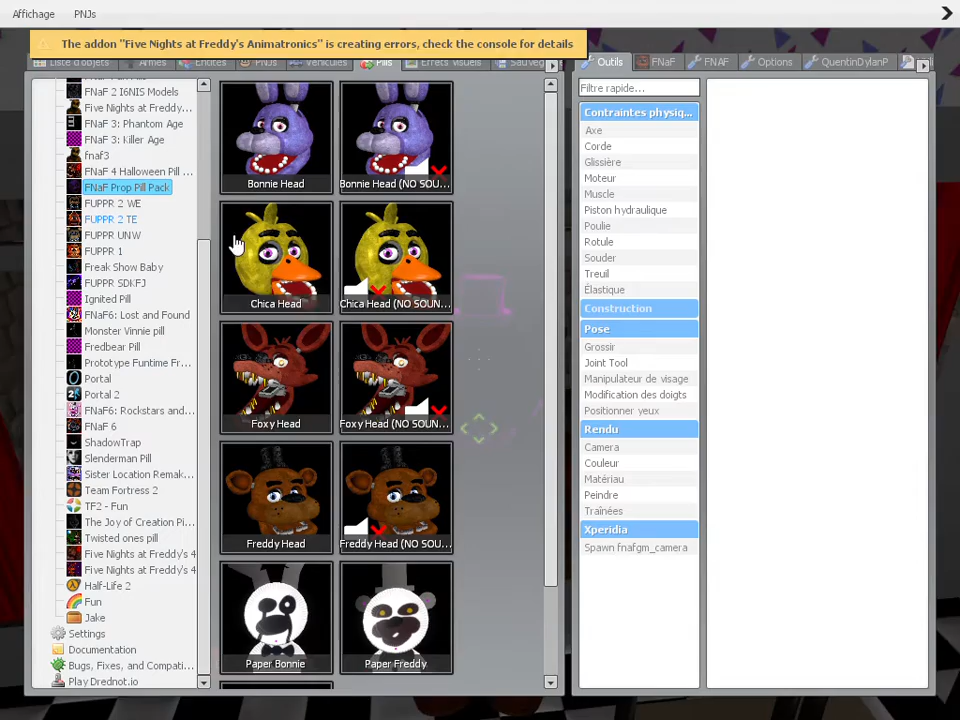 Affichage PNJs
The addon "Five Nights at Freddy's Animatronics" is creating errors, check the console for details
Liste d'objets Armes Entités PNJs Véhicules Pills Effets visuels Sauveg
Outils FNaF FNAF Options QuentinDylanP
FNaF 2 I6NIS Models
Five Nights at Freddy...
FNaF 3: Phantom Age
FNaF 3: Killer Age
fnaf3
FNaF 4 Halloween Pill ...
FNaF Prop Pill Pack
FUPPR 2 WE
FUPPR 2 TE
FUPPR UNW
FUPPR 1
Freak Show Baby
FUPPR SDKFJ
Ignited Pill
FNaF6: Lost and Found
Monster Vinnie pill
Fredbear Pill
Prototype Funtime Fr...
Portal
Portal 2
FNaF6: Rockstars and...
FNaF 6
ShadowTrap
Slenderman Pill
Sister Location Remak...
Team Fortress 2
TF2 - Fun
The Joy of Creation Pi...
Twisted ones pill
Five Nights at Freddy's 4
Five Nights at Freddy's 4
Half-Life 2
Fun
Jake
Settings
Documentation
Bugs, Fixes, and Compati...
Play Drednot.io
Bonnie Head
Bonnie Head (NO SOUN...
Chica Head
Chica Head (NO SOUN...
Foxy Head
Foxy Head (NO SOUN...
Freddy Head
Freddy Head (NO SOU...
Paper Bonnie
Paper Freddy
Filtre rapide...
Contraintes physiq...
Axe
Corde
Glissière
Moteur
Muscle
Piston hydraulique
Poulie
Rotule
Souder
Treuil
Élastique
Construction
Pose
Grossir
Joint Tool
Manipulateur de visage
Modification des doigts
Positionner yeux
Rendu
Camera
Couleur
Matériau
Peindre
Traînées
Xperidia
Spawn fnafgm_camera